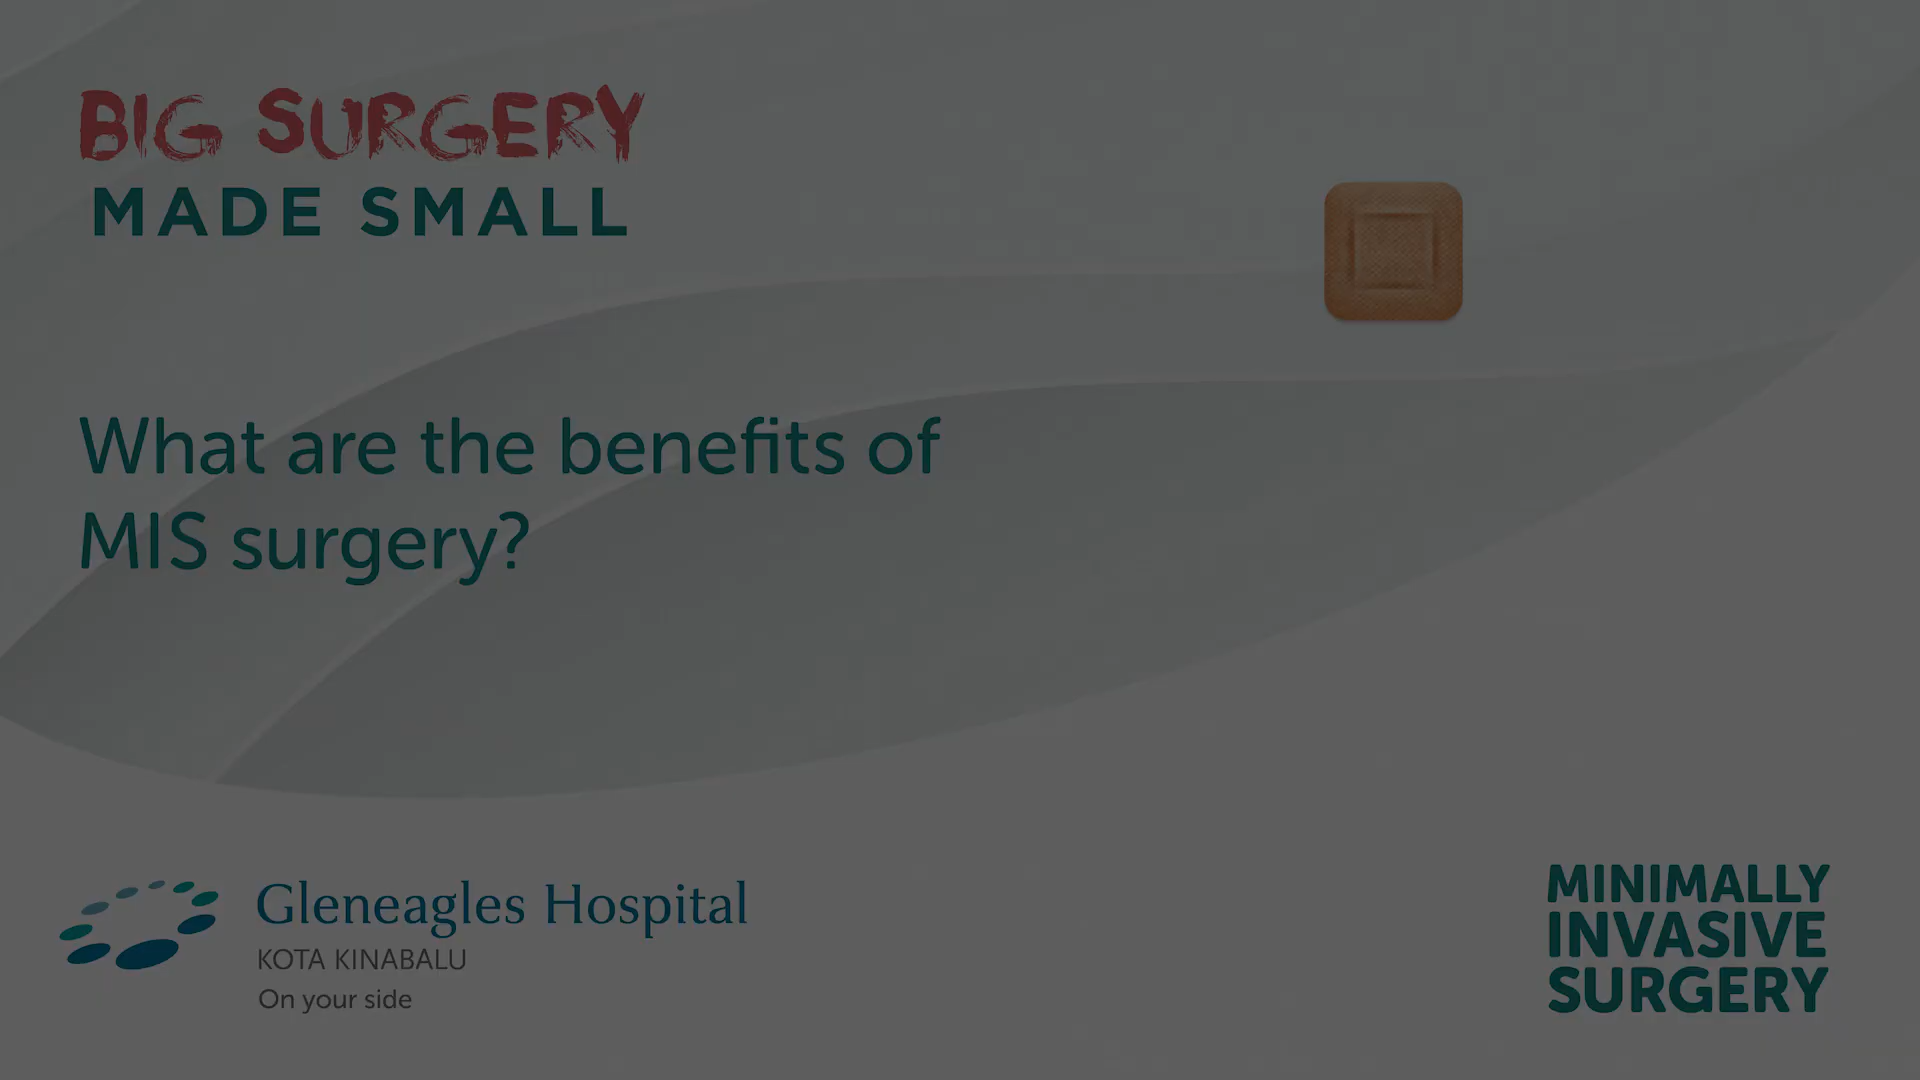 BIG SURGERY
MADE SMALL
What are the benefits of
MIS surgery?
Gleneagles Hospital
KOTA KINABALU
On your side
MINIMALLY
INVASIVE
SURGERY